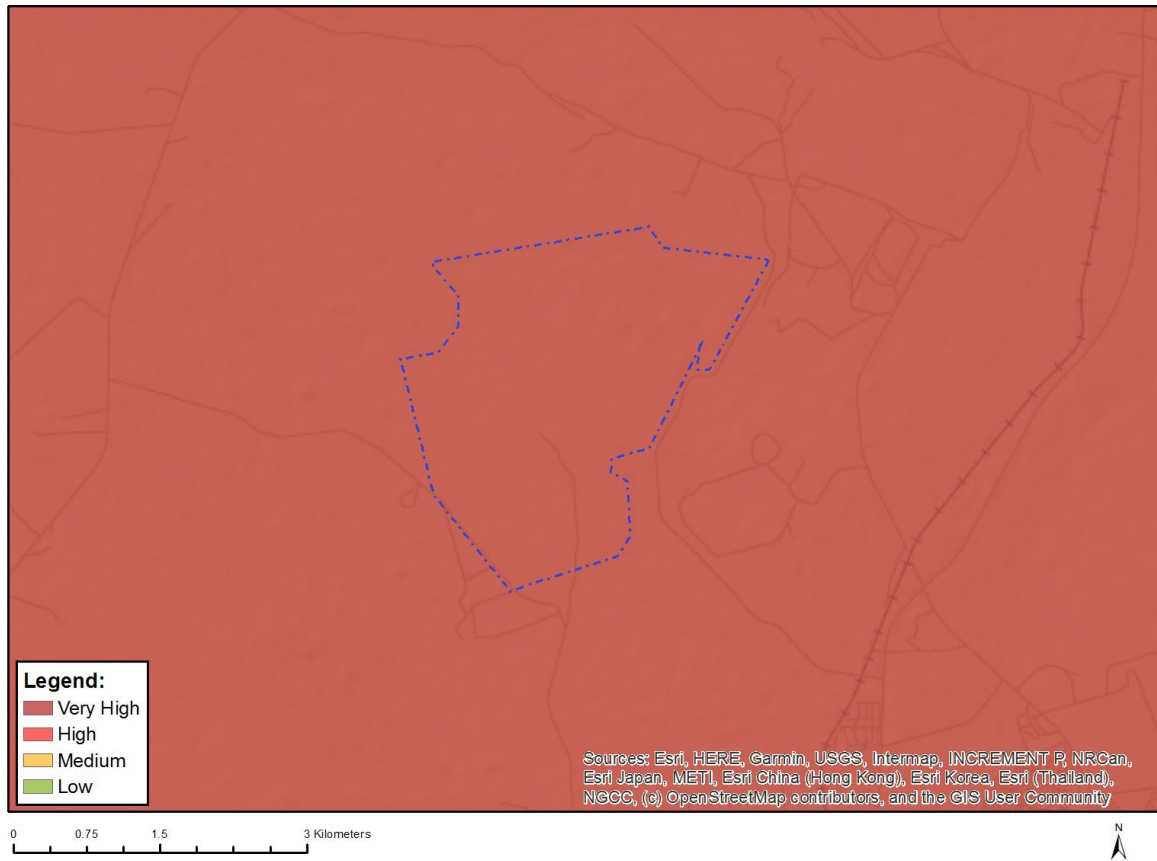 Legend:
Very High
High
Medium
Low
Sources: Esri, HERE, Garmin, USGS, Intermap, INCREMENT P, NRCan,
Esri Japan, METI, Esri China (Hong Kong), Esri Korea, Esri (Thailand),
NGCC, (c) OpenStreetMap contributors, and the GIS User Community
0 0.75 1.5 3 Kilometers
N